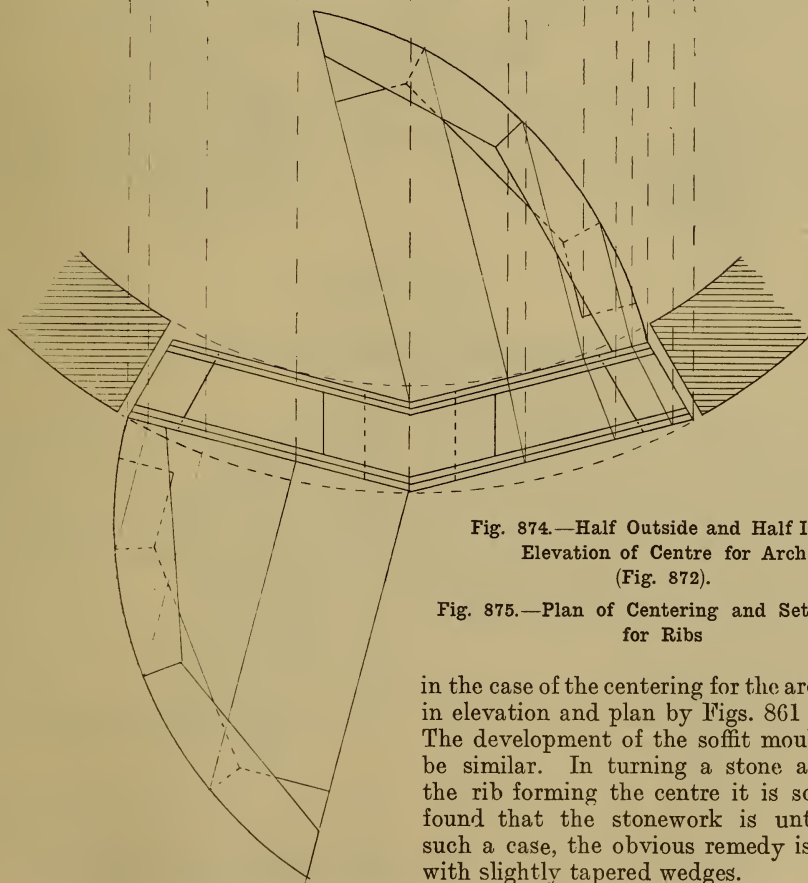 Fig. 874.—Half Outside and Half I
Elevation of Centre for Arch
(Fig. 872).
Fig. 875.—Plan of Centering and Set
for Ribs
in the case of the centering for the ar
in elevation and plan by Figs. 861
The development of the soffit mou
be similar. In turning a stone a
the rib forming the centre it is so
found that the stonework is unt
such a case, the obvious remedy is
with slightly tapered wedges.